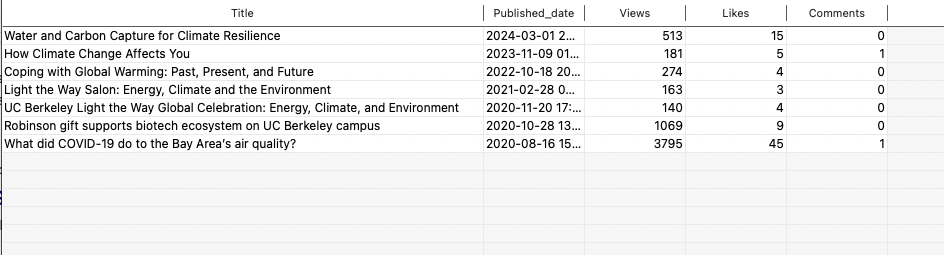 Title Published_date Views Likes Comments
Water and Carbon Capture for Climate Resilience 2024-03-01 2... 513 15 0
How Climate Change Affects You 2023-11-09 01... 181 5 1
Coping with Global Warming: Past, Present, and Future 2022-10-18 20... 274 4 0
Light the Way Salon: Energy, Climate and the Environment 2021-02-28 0... 163 3 0
UC Berkeley Light the Way Global Celebration: Energy, Climate, and Environment 2020-11-20 17:... 140 4 0
Robinson gift supports biotech ecosystem on UC Berkeley campus 2020-10-28 13... 1069 9 0
What did COVID-19 do to the Bay Area's air quality? 2020-08-16 15... 3795 45 1